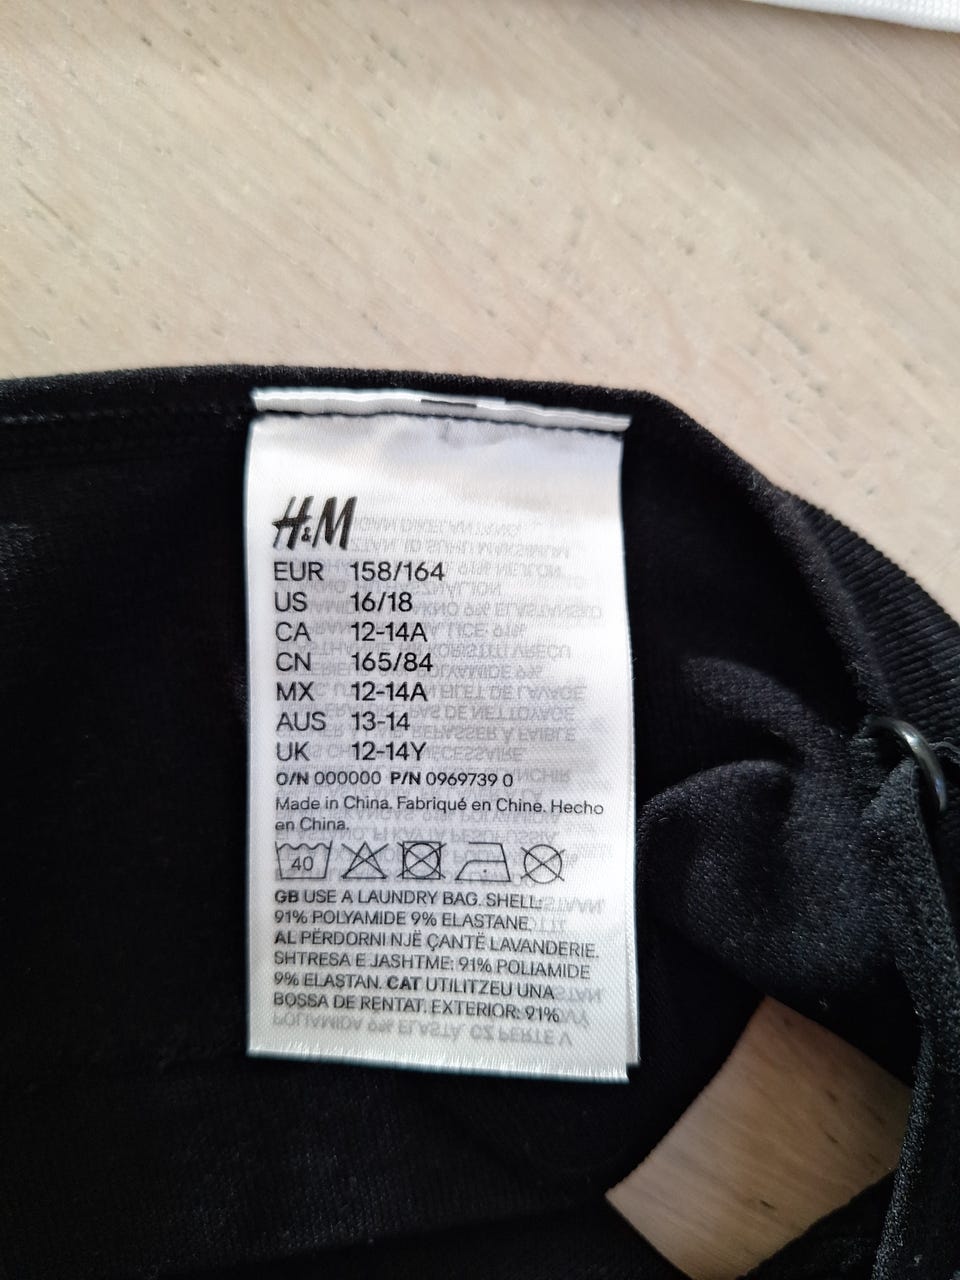 H&M
EUR 158/164
US 16/18
CA 12-14A
CN 165/84
MX 12-14A
AUS 13-14
UK 12-14Y
O/N 000000 P/N 0969739 0
Made in China. Fabriqué en Chine. Hecho
en China.
40
GB USE A LAUNDRY BAG. SHELL:
91% POLYAMIDE 9% ELASTANE.
AL PËRDORNI NJË ÇANTË LAVANDERIE.
SHTRESA E JASHTME: 91% POLIAMIDE
9% ELASTAN. CAT UTILITZEU UNA
BOSSA DE RENTAT. EXTERIOR: 91%